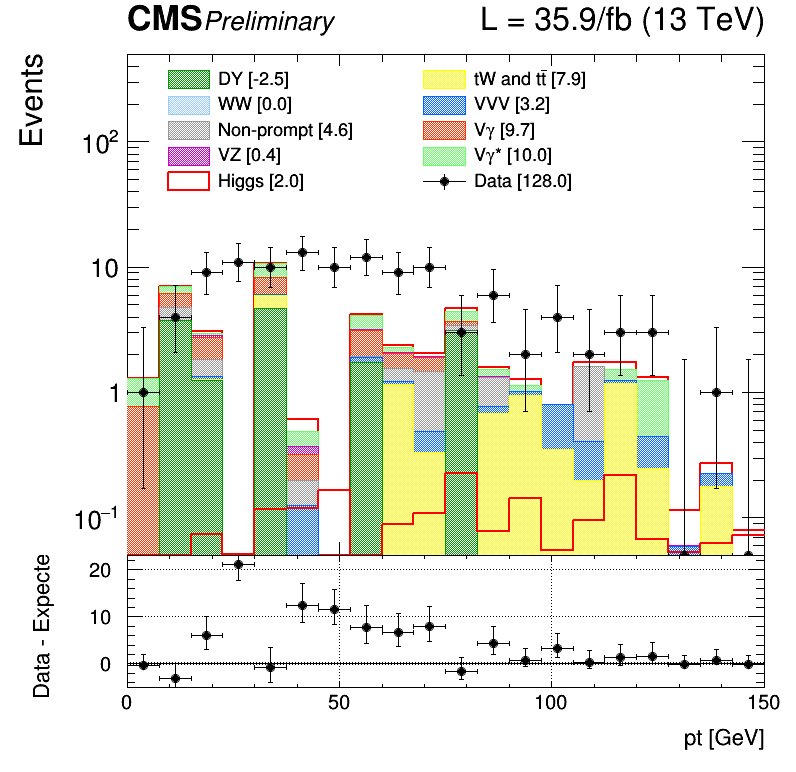 CMS Preliminary L = 35.9/fb (13 TeV)
Events
DY [-2.5] tW and tt̄ [7.9]
WW [0.0] VVV [3.2]
Non-prompt [4.6] Vγ [9.7]
VZ [0.4] Vγ* [10.0]
Higgs [2.0] Data [128.0]
10²
10
1
10⁻¹
Data - Expecte
20
10
0
0 50 100 150
pt [GeV]